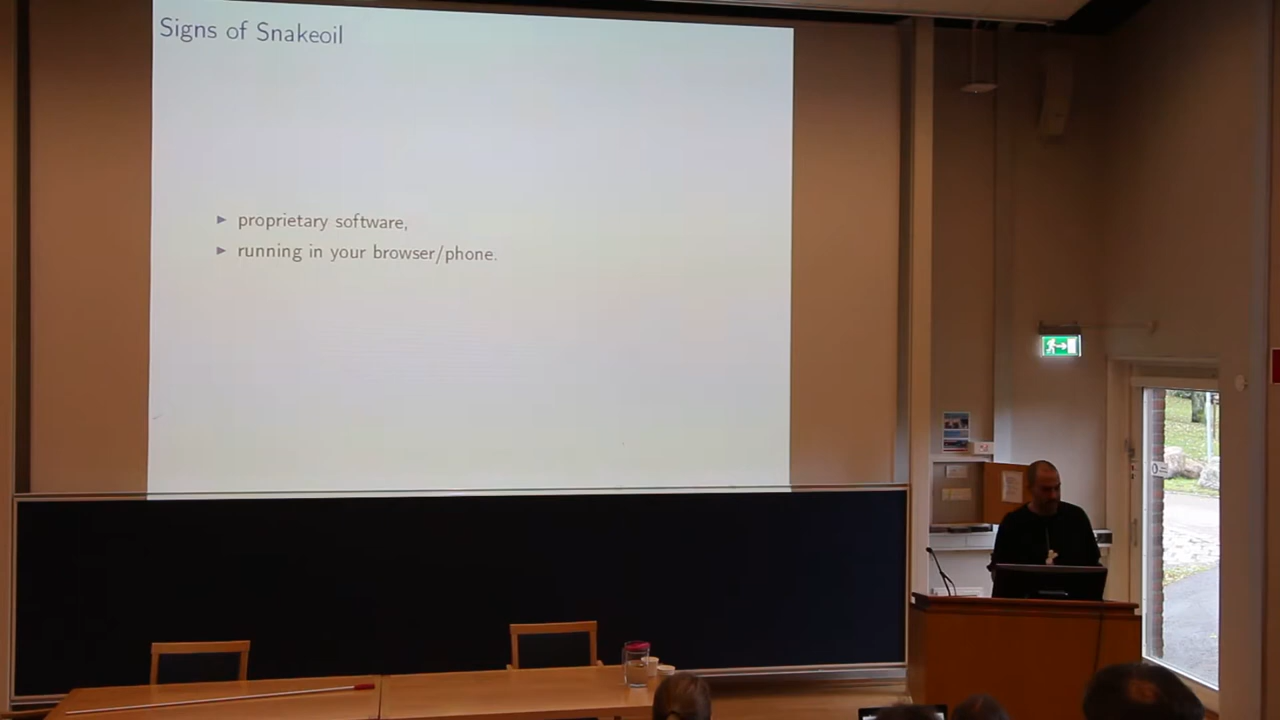 Signs of Snakeoil
▶ proprietary software,
▶ running in your browser/phone.